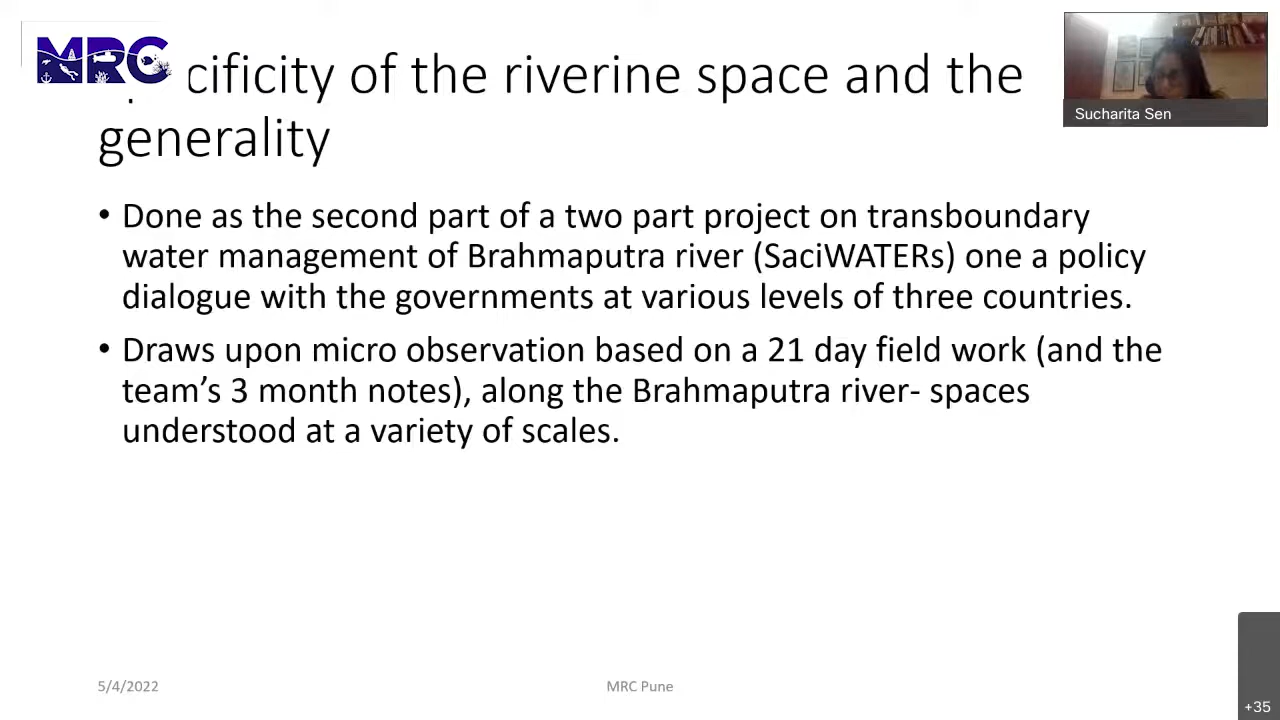 MRC
cificity of the riverine space and the
generality
Sucharita Sen
• Done as the second part of a two part project on transboundary
water management of Brahmaputra river (SaciWATERs) one a policy
dialogue with the governments at various levels of three countries.
• Draws upon micro observation based on a 21 day field work (and the
team’s 3 month notes), along the Brahmaputra river- spaces
understood at a variety of scales.
5/4/2022
MRC Pune
+35